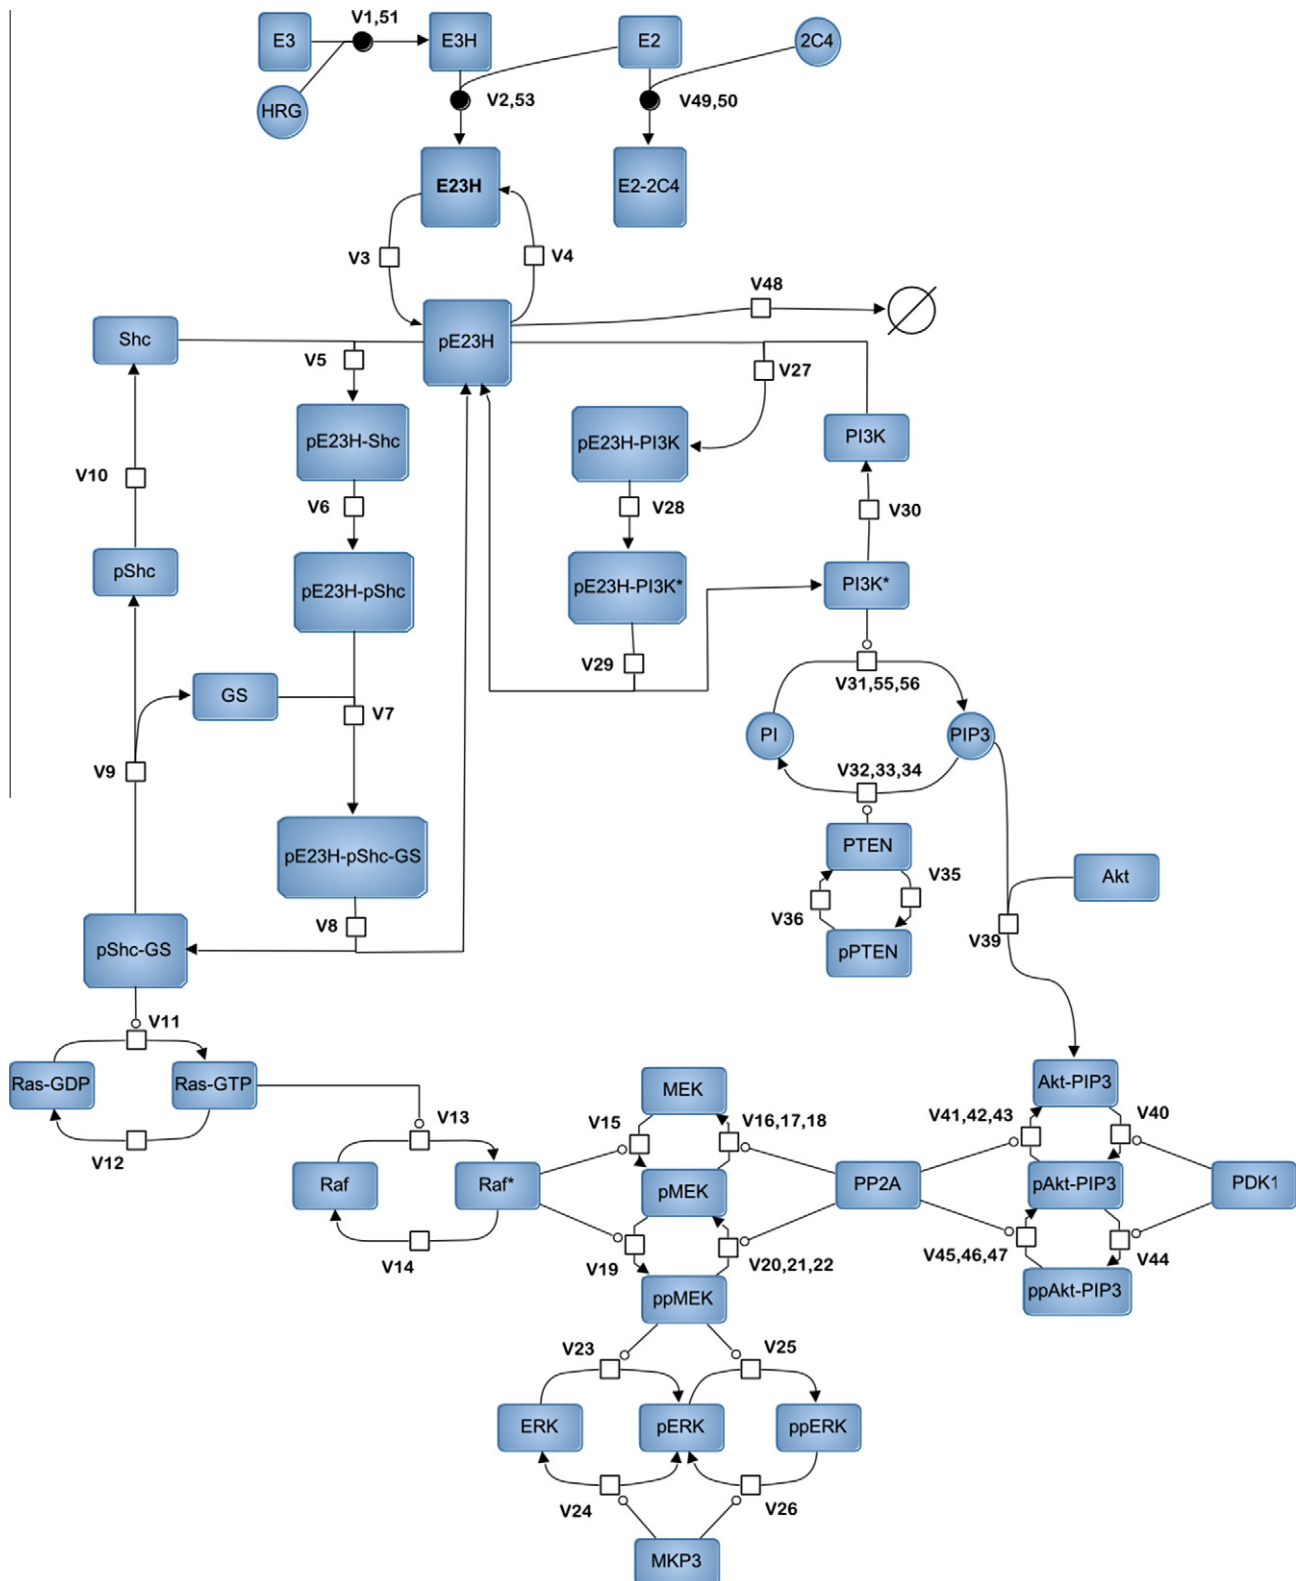 V1,51
E3
E3H
E2
2C4
HRG
V2,53
V49,50
E23H
E2-2C4
V3
V4
V48
Shc
pE23H
V5
V27
pE23H-Shc
pE23H-PI3K
PI3K
V10
V6
V28
V30
pShc
pE23H-pShc
pE23H-PI3K*
PI3K*
V29
V31,55,56
GS
V7
PI
PIP3
V9
V32,33,34
pE23H-pShc-GS
PTEN
V35
Akt
V36
V8
V39
pShc-GS
pPTEN
V11
Ras-GDP
Ras-GTP
MEK
Akt-PIP3
V13
V15
V16,17,18
V41,42,43
V40
V12
Raf
Raf*
pMEK
PP2A
pAkt-PIP3
PDK1
V14
V19
V20,21,22
V45,46,47
V44
ppMEK
ppAkt-PIP3
V23
V25
ERK
pERK
ppERK
V24
V26
MKP3